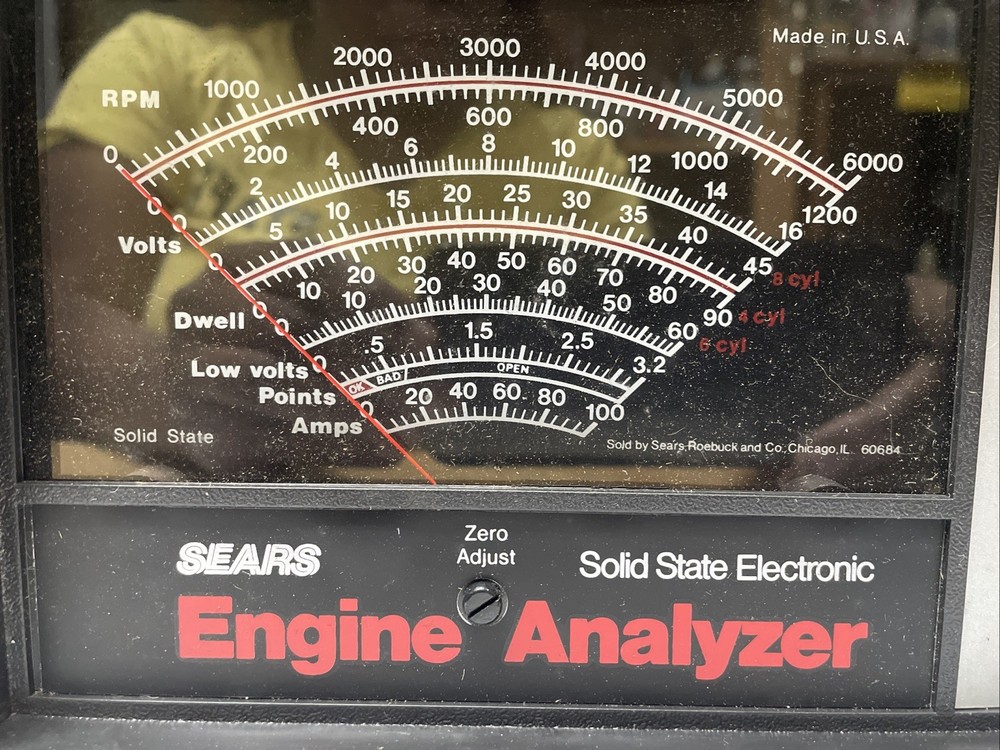 Made in U.S.A.
RPM
0 1000 2000 3000 4000 5000 6000
0 200 400 600 800 1000 1200
Volts
0 2 4 6 8 10 12 14 16
0 5 10 15 20 25 30 35 40 45 8 cyl
Dwell
0 10 20 30 40 50 60 70 80 90 4 cyl
0 10 20 30 40 50 60 6 cyl
Low volts
0 .5 1.5 2.5 3.2
Points
OK BAD OPEN
Amps
0 20 40 60 80 100
Solid State
Sold by Sears, Roebuck and Co. Chicago, IL. 60684
SEARS
Zero
Adjust
Solid State Electronic
Engine Analyzer